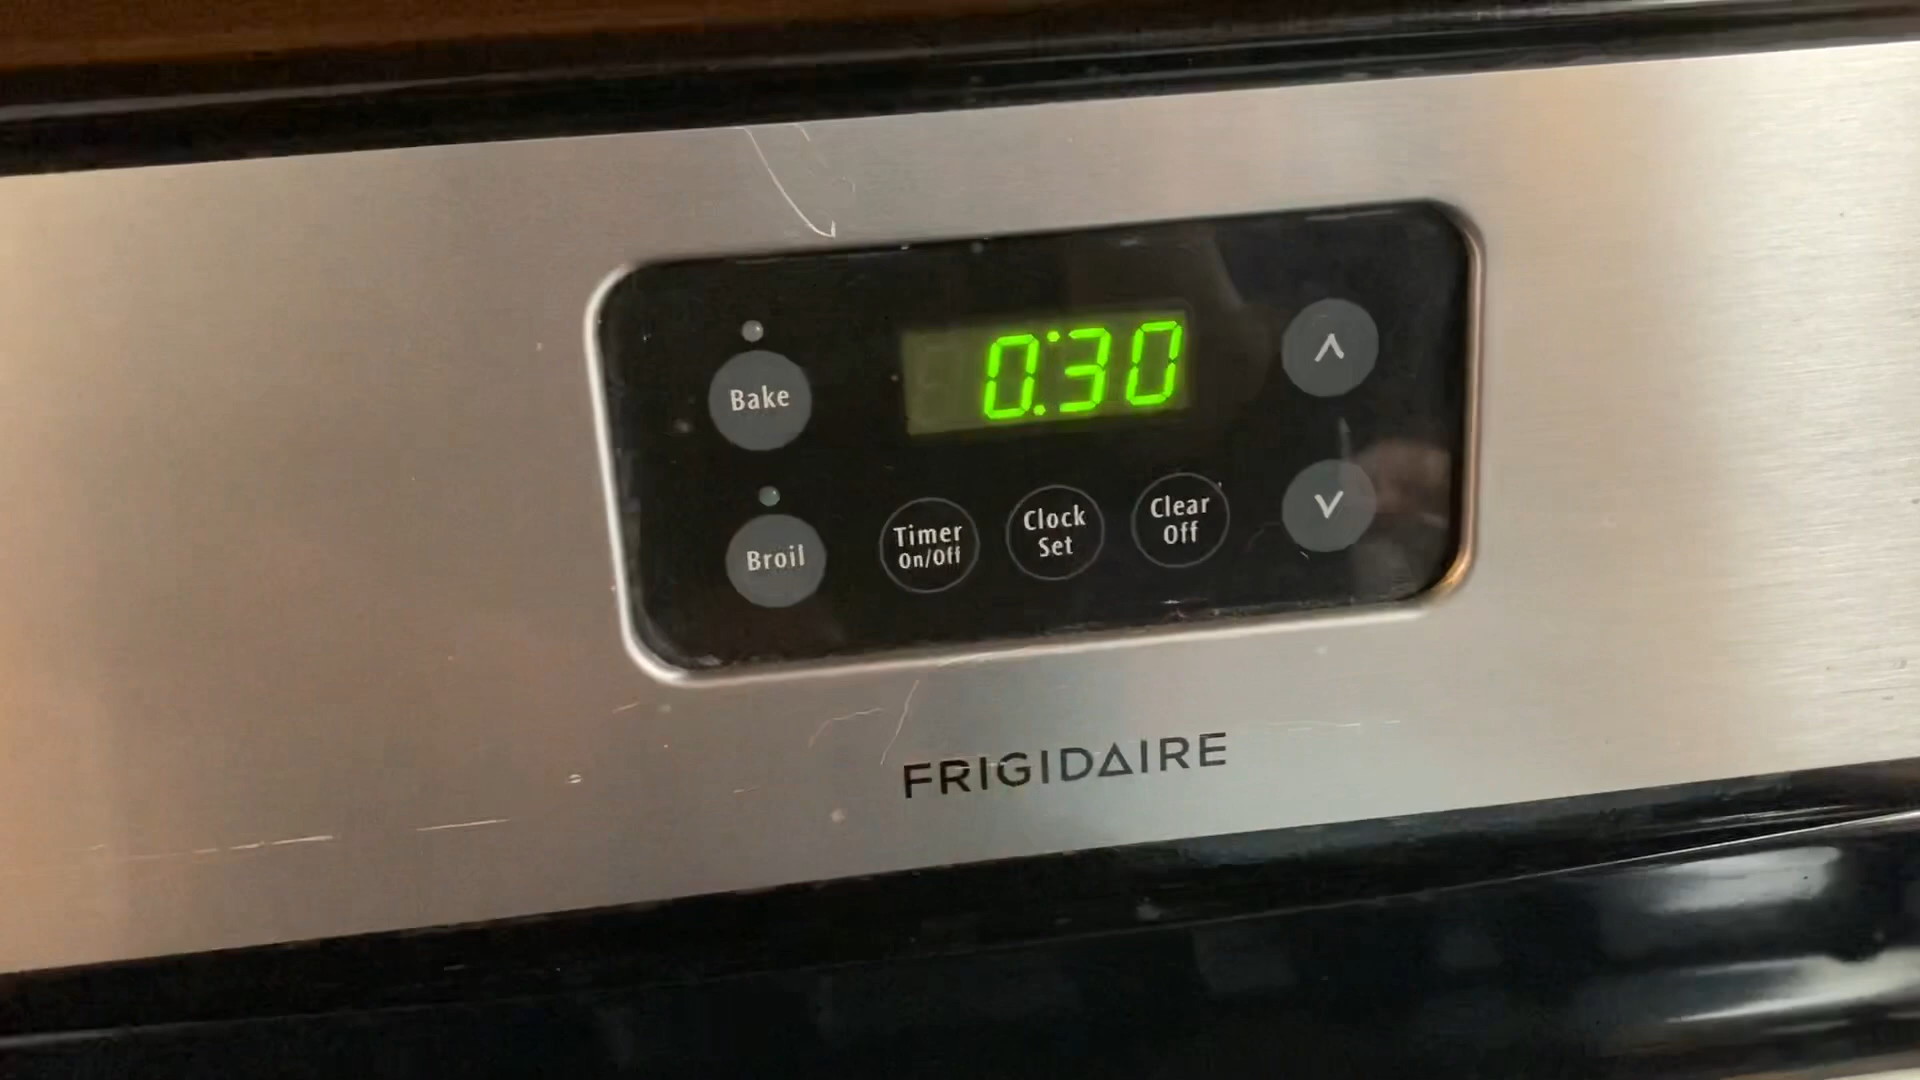 0:30
Bake
Broil
Timer
On/Off
Clock
Set
Clear
Off
FRIGIDAIRE